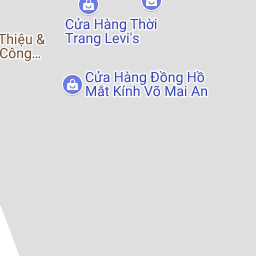 Cửa Hàng Thời
Trang Levi's
Thiệu &
Công...
Cửa Hàng Đồng Hồ
Mắt Kính Võ Mai An